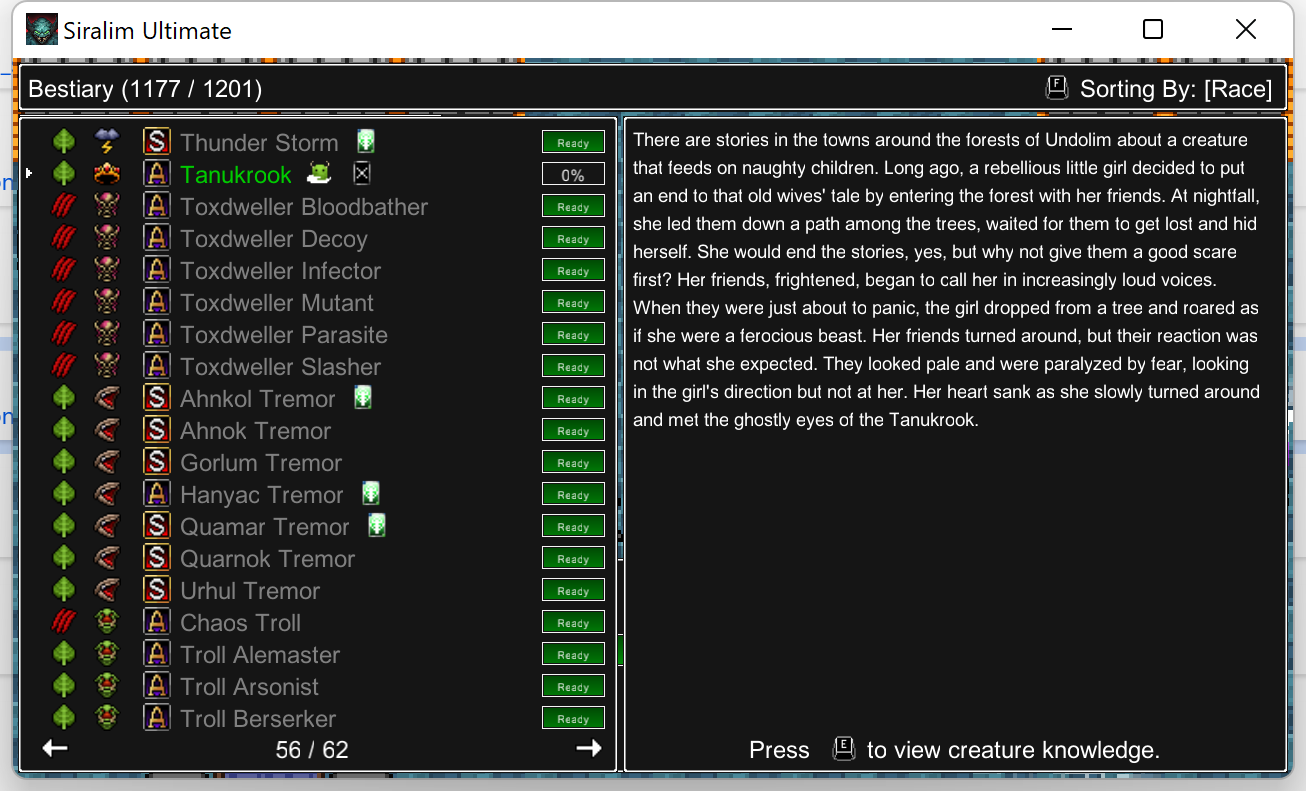 Siralim Ultimate
Bestiary (1177 / 1201)
F Sorting By: [Race]
S Thunder Storm Ready
A Tanukrook 0%
A Toxdweller Bloodbather Ready
A Toxdweller Decoy Ready
A Toxdweller Infector Ready
A Toxdweller Mutant Ready
A Toxdweller Parasite Ready
A Toxdweller Slasher Ready
S Ahnkol Tremor Ready
S Ahnok Tremor Ready
S Gorlum Tremor Ready
A Hanyac Tremor Ready
S Quamar Tremor Ready
S Quarnok Tremor Ready
S Urhul Tremor Ready
A Chaos Troll Ready
A Troll Alemaster Ready
A Troll Arsonist Ready
A Troll Berserker Ready
56 / 62
There are stories in the towns around the forests of Undolim about a creature
that feeds on naughty children. Long ago, a rebellious little girl decided to put
an end to that old wives' tale by entering the forest with her friends. At nightfall,
she led them down a path among the trees, waited for them to get lost and hid
herself. She would end the stories, yes, but why not give them a good scare
first? Her friends, frightened, began to call her in increasingly loud voices.
When they were just about to panic, the girl dropped from a tree and roared as
if she were a ferocious beast. Her friends turned around, but their reaction was
not what she expected. They looked pale and were paralyzed by fear, looking
in the girl's direction but not at her. Her heart sank as she slowly turned around
and met the ghostly eyes of the Tanukrook.
Press E to view creature knowledge.